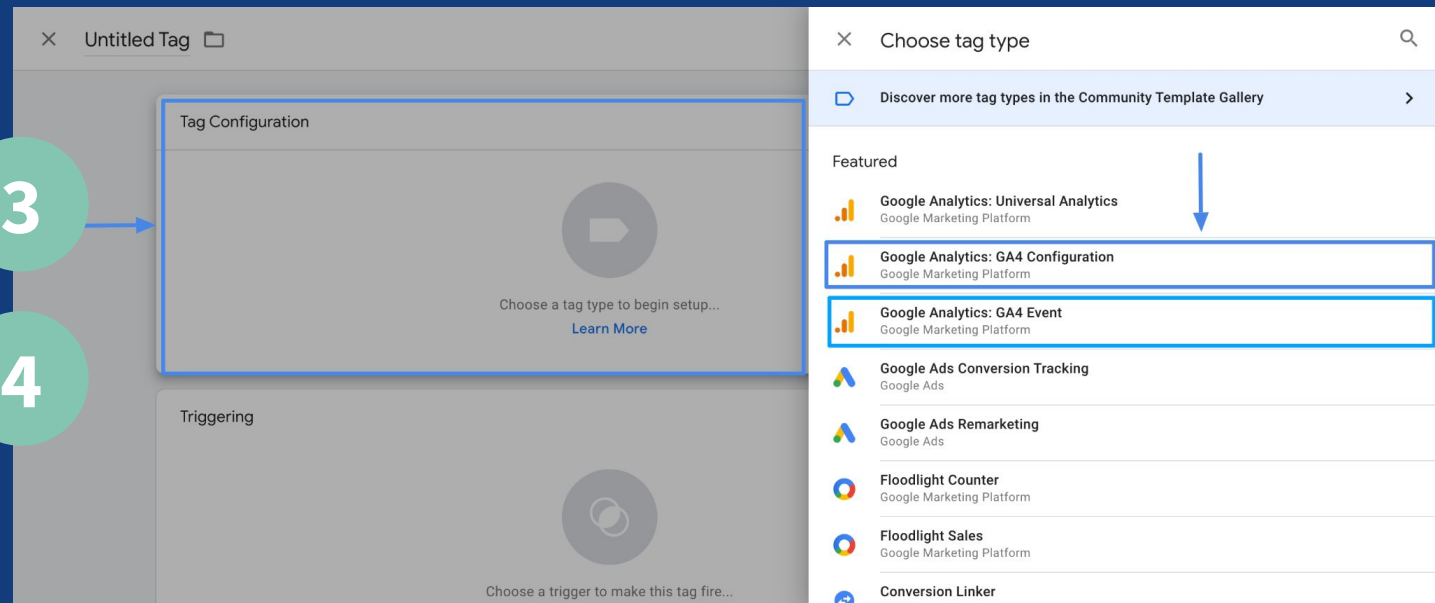 Untitled Tag
Tag Configuration
3
Choose a tag type to begin setup...
Learn More
4
Triggering
Choose a trigger to make this tag fire...
Choose tag type
Discover more tag types in the Community Template Gallery
Featured
Google Analytics: Universal Analytics
Google Marketing Platform
Google Analytics: GA4 Configuration
Google Marketing Platform
Google Analytics: GA4 Event
Google Marketing Platform
Google Ads Conversion Tracking
Google Ads
Google Ads Remarketing
Google Ads
Floodlight Counter
Google Marketing Platform
Floodlight Sales
Google Marketing Platform
Conversion Linker